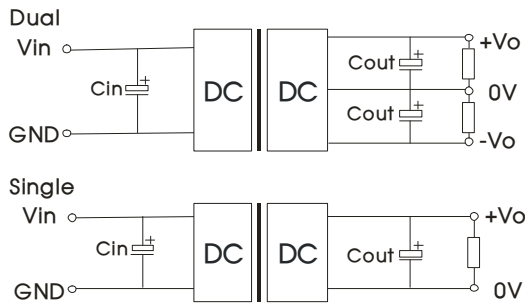 Dual
Vin
+Vo
Cin
+
DC
DC
Cout
+
0V
Cout
+
GND
-Vo
Single
Vin
+Vo
Cin
+
DC
DC
Cout
+
GND
0V